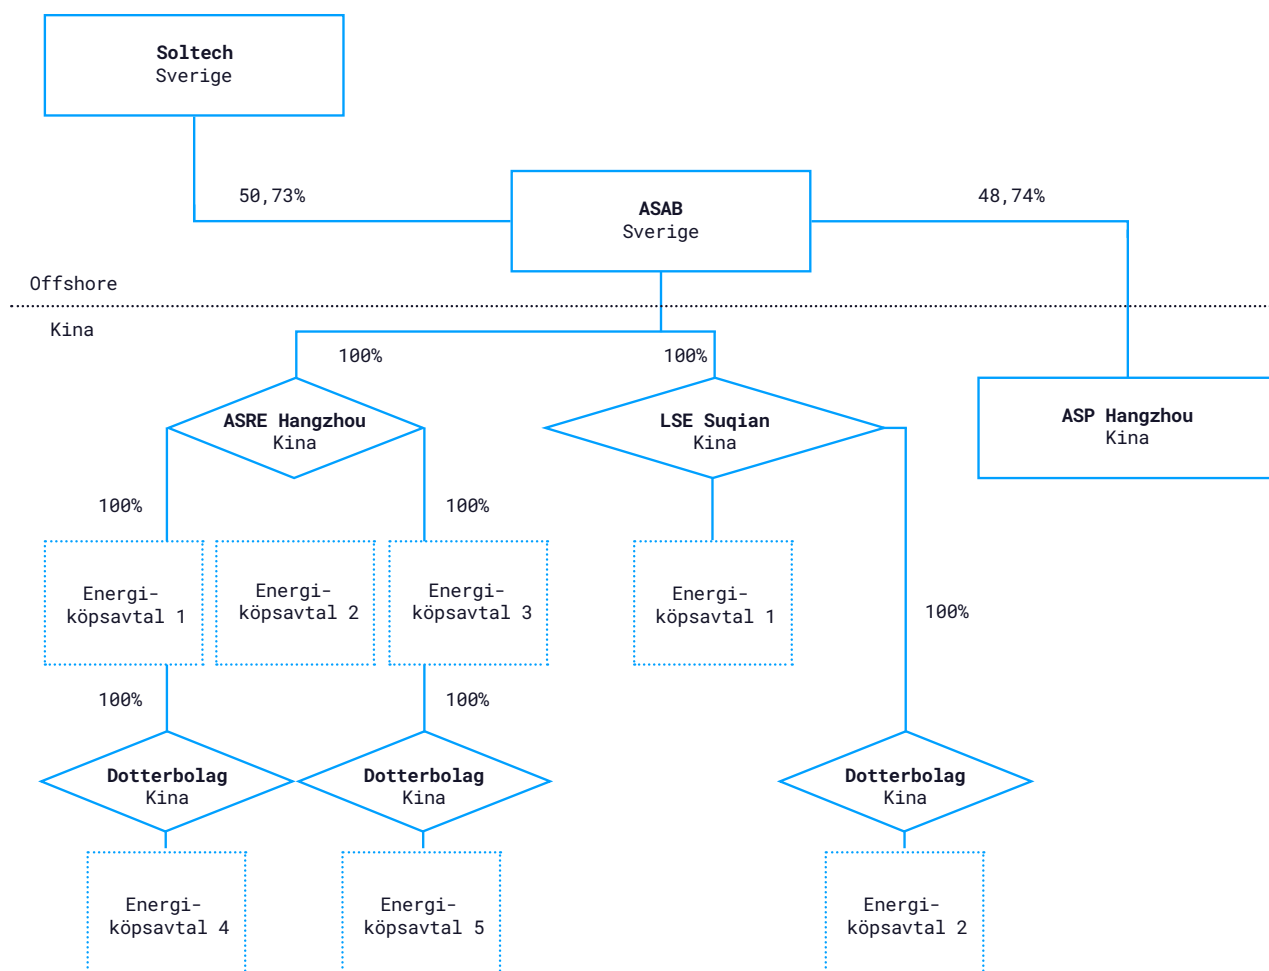 Soltech
Sverige
50,73%
ASAB
Sverige
48,74%
Offshore
Kina
100%
100%
ASRE Hangzhou
Kina
LSE Suqian
Kina
ASP Hangzhou
Kina
100%
100%
Energi-
köpsavtal 1
Energi-
köpsavtal 2
Energi-
köpsavtal 3
Energi-
köpsavtal 1
100%
100%
100%
Dotterbolag
Kina
Dotterbolag
Kina
Dotterbolag
Kina
Energi-
köpsavtal 4
Energi-
köpsavtal 5
Energi-
köpsavtal 2